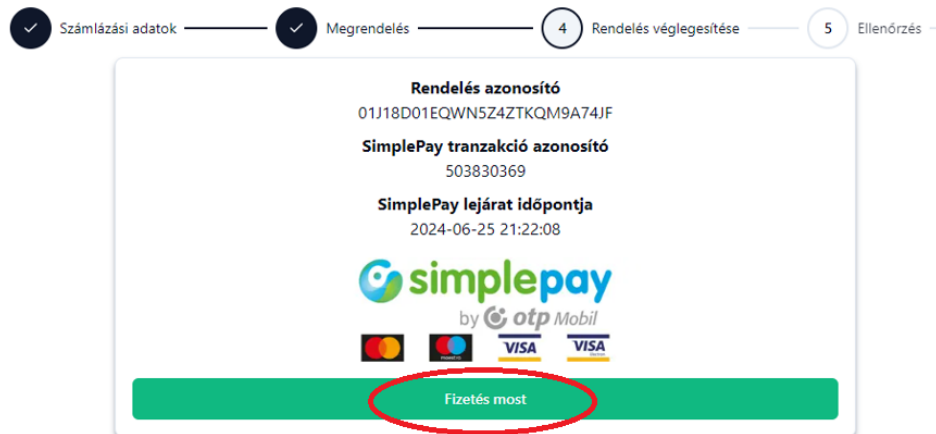 Számlázási adatok
Megrendelés
4 Rendelés véglegesítése
5 Ellenőrzés
Rendelés azonosító
01J18D01EQWN5Z4ZTKQM9A74JF
SimplePay tranzakció azonosító
503830369
SimplePay lejárat időpontja
2024-06-25 21:22:08
simplepay
by otp Mobil
VISA VISA
Fizetés most